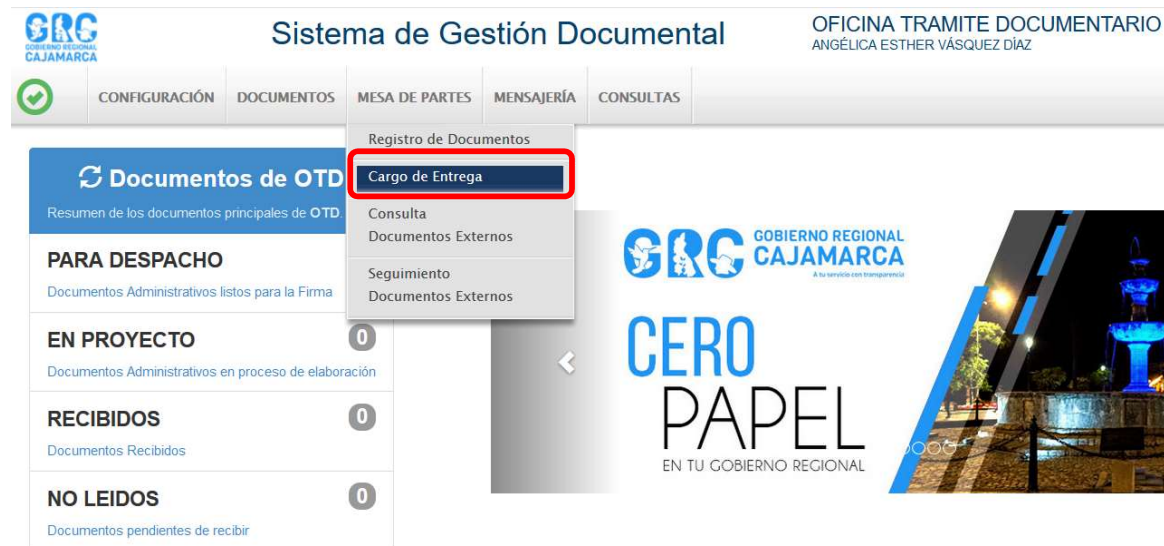 GRC
GOBIERNO REGIONAL
CAJAMARCA
Sistema de Gestión Documental
OFICINA TRAMITE DOCUMENTARIO
ANGÉLICA ESTHER VÁSQUEZ DÍAZ
CONFIGURACIÓN DOCUMENTOS MESA DE PARTES MENSAJERÍA CONSULTAS
Registro de Documentos
Cargo de Entrega
Consulta
Documentos Externos
Seguimiento
Documentos Externos
Documentos de OTD
Resumen de los documentos principales de OTD.
PARA DESPACHO
Documentos Administrativos listos para la Firma
EN PROYECTO 0
Documentos Administrativos en proceso de elaboración
RECIBIDOS 0
Documentos Recibidos
NO LEIDOS 0
Documentos pendientes de recibir
GRC
GOBIERNO REGIONAL
CAJAMARCA
A tu servicio con transparencia
CERO
PAPEL
EN TU GOBIERNO REGIONAL